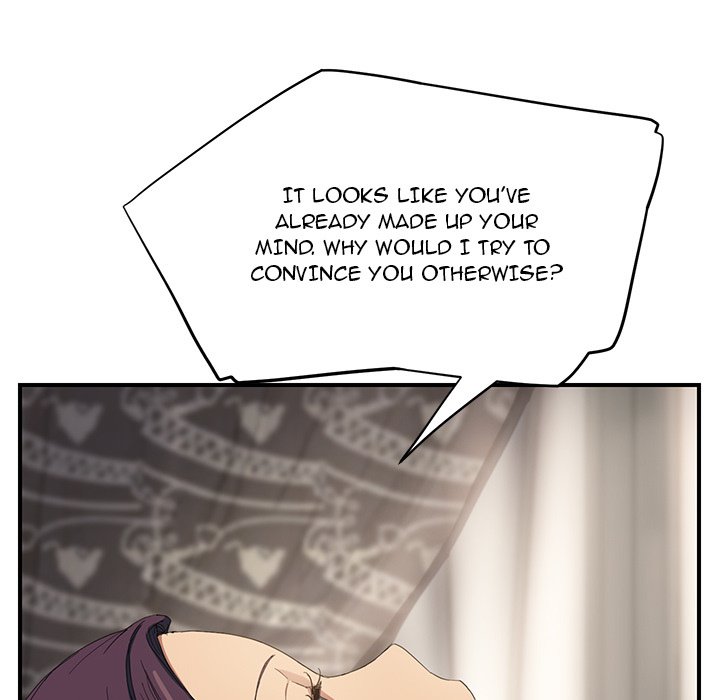 IT LOOKS LIKE YOU'VE
ALREADY MADE UP YOUR
MIND. WHY WOULD I TRY TO
CONVINCE YOU OTHERWISE?